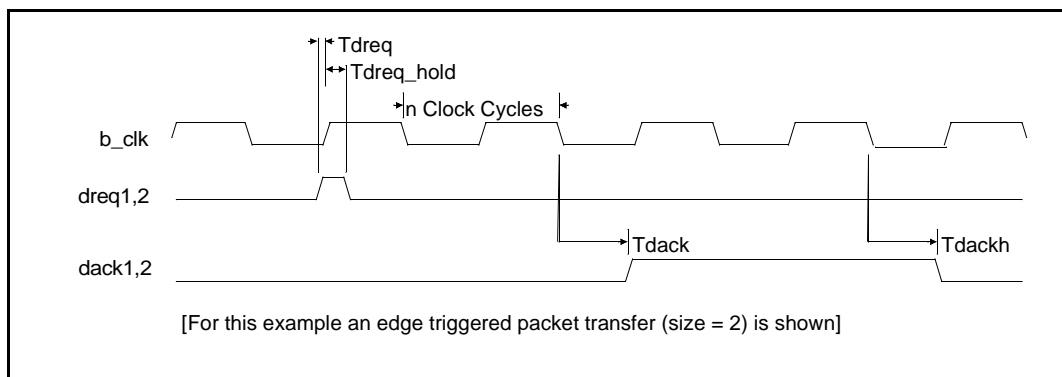 Tdreq
Tdreq_hold
n Clock Cycles
b_clk
dreq1,2
Tdack
Tdackh
dack1,2
[For this example an edge triggered packet transfer (size = 2) is shown]